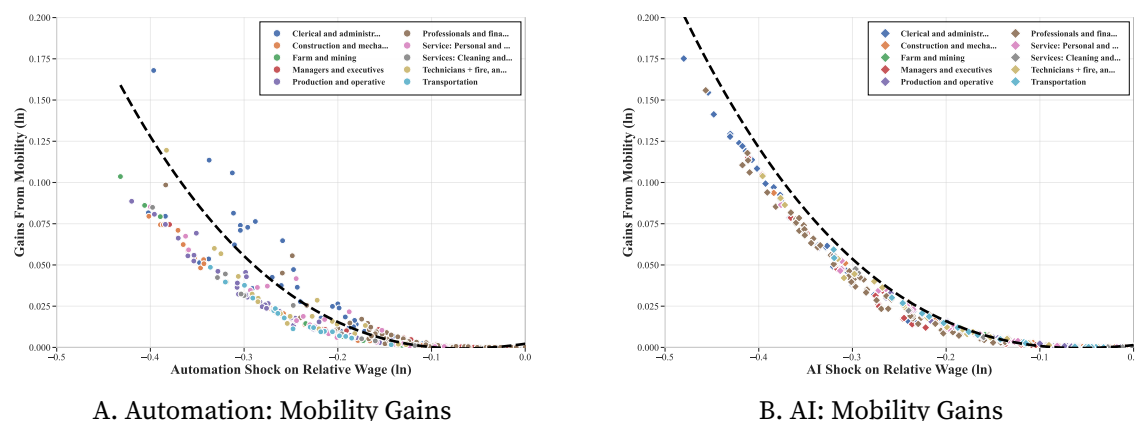 0.200
0.175
0.150
0.125
0.100
0.075
0.050
0.025
0.000
Gains From Mobility (ln)
Clerical and administr...
Construction and mecha...
Farm and mining
Managers and executives
Production and operative
Professionals and fina...
Service: Personal and ...
Services: Cleaning and...
Technicians + fire, an...
Transportation
−0.5
−0.4
−0.3
−0.2
−0.1
0.0
Automation Shock on Relative Wage (ln)
A. Automation: Mobility Gains
0.200
0.175
0.150
0.125
0.100
0.075
0.050
0.025
0.000
Gains From Mobility (ln)
Clerical and administr...
Construction and mecha...
Farm and mining
Managers and executives
Production and operative
Professionals and fina...
Service: Personal and ...
Services: Cleaning and...
Technicians + fire, an...
Transportation
−0.5
−0.4
−0.3
−0.2
−0.1
0.0
AI Shock on Relative Wage (ln)
B. AI: Mobility Gains